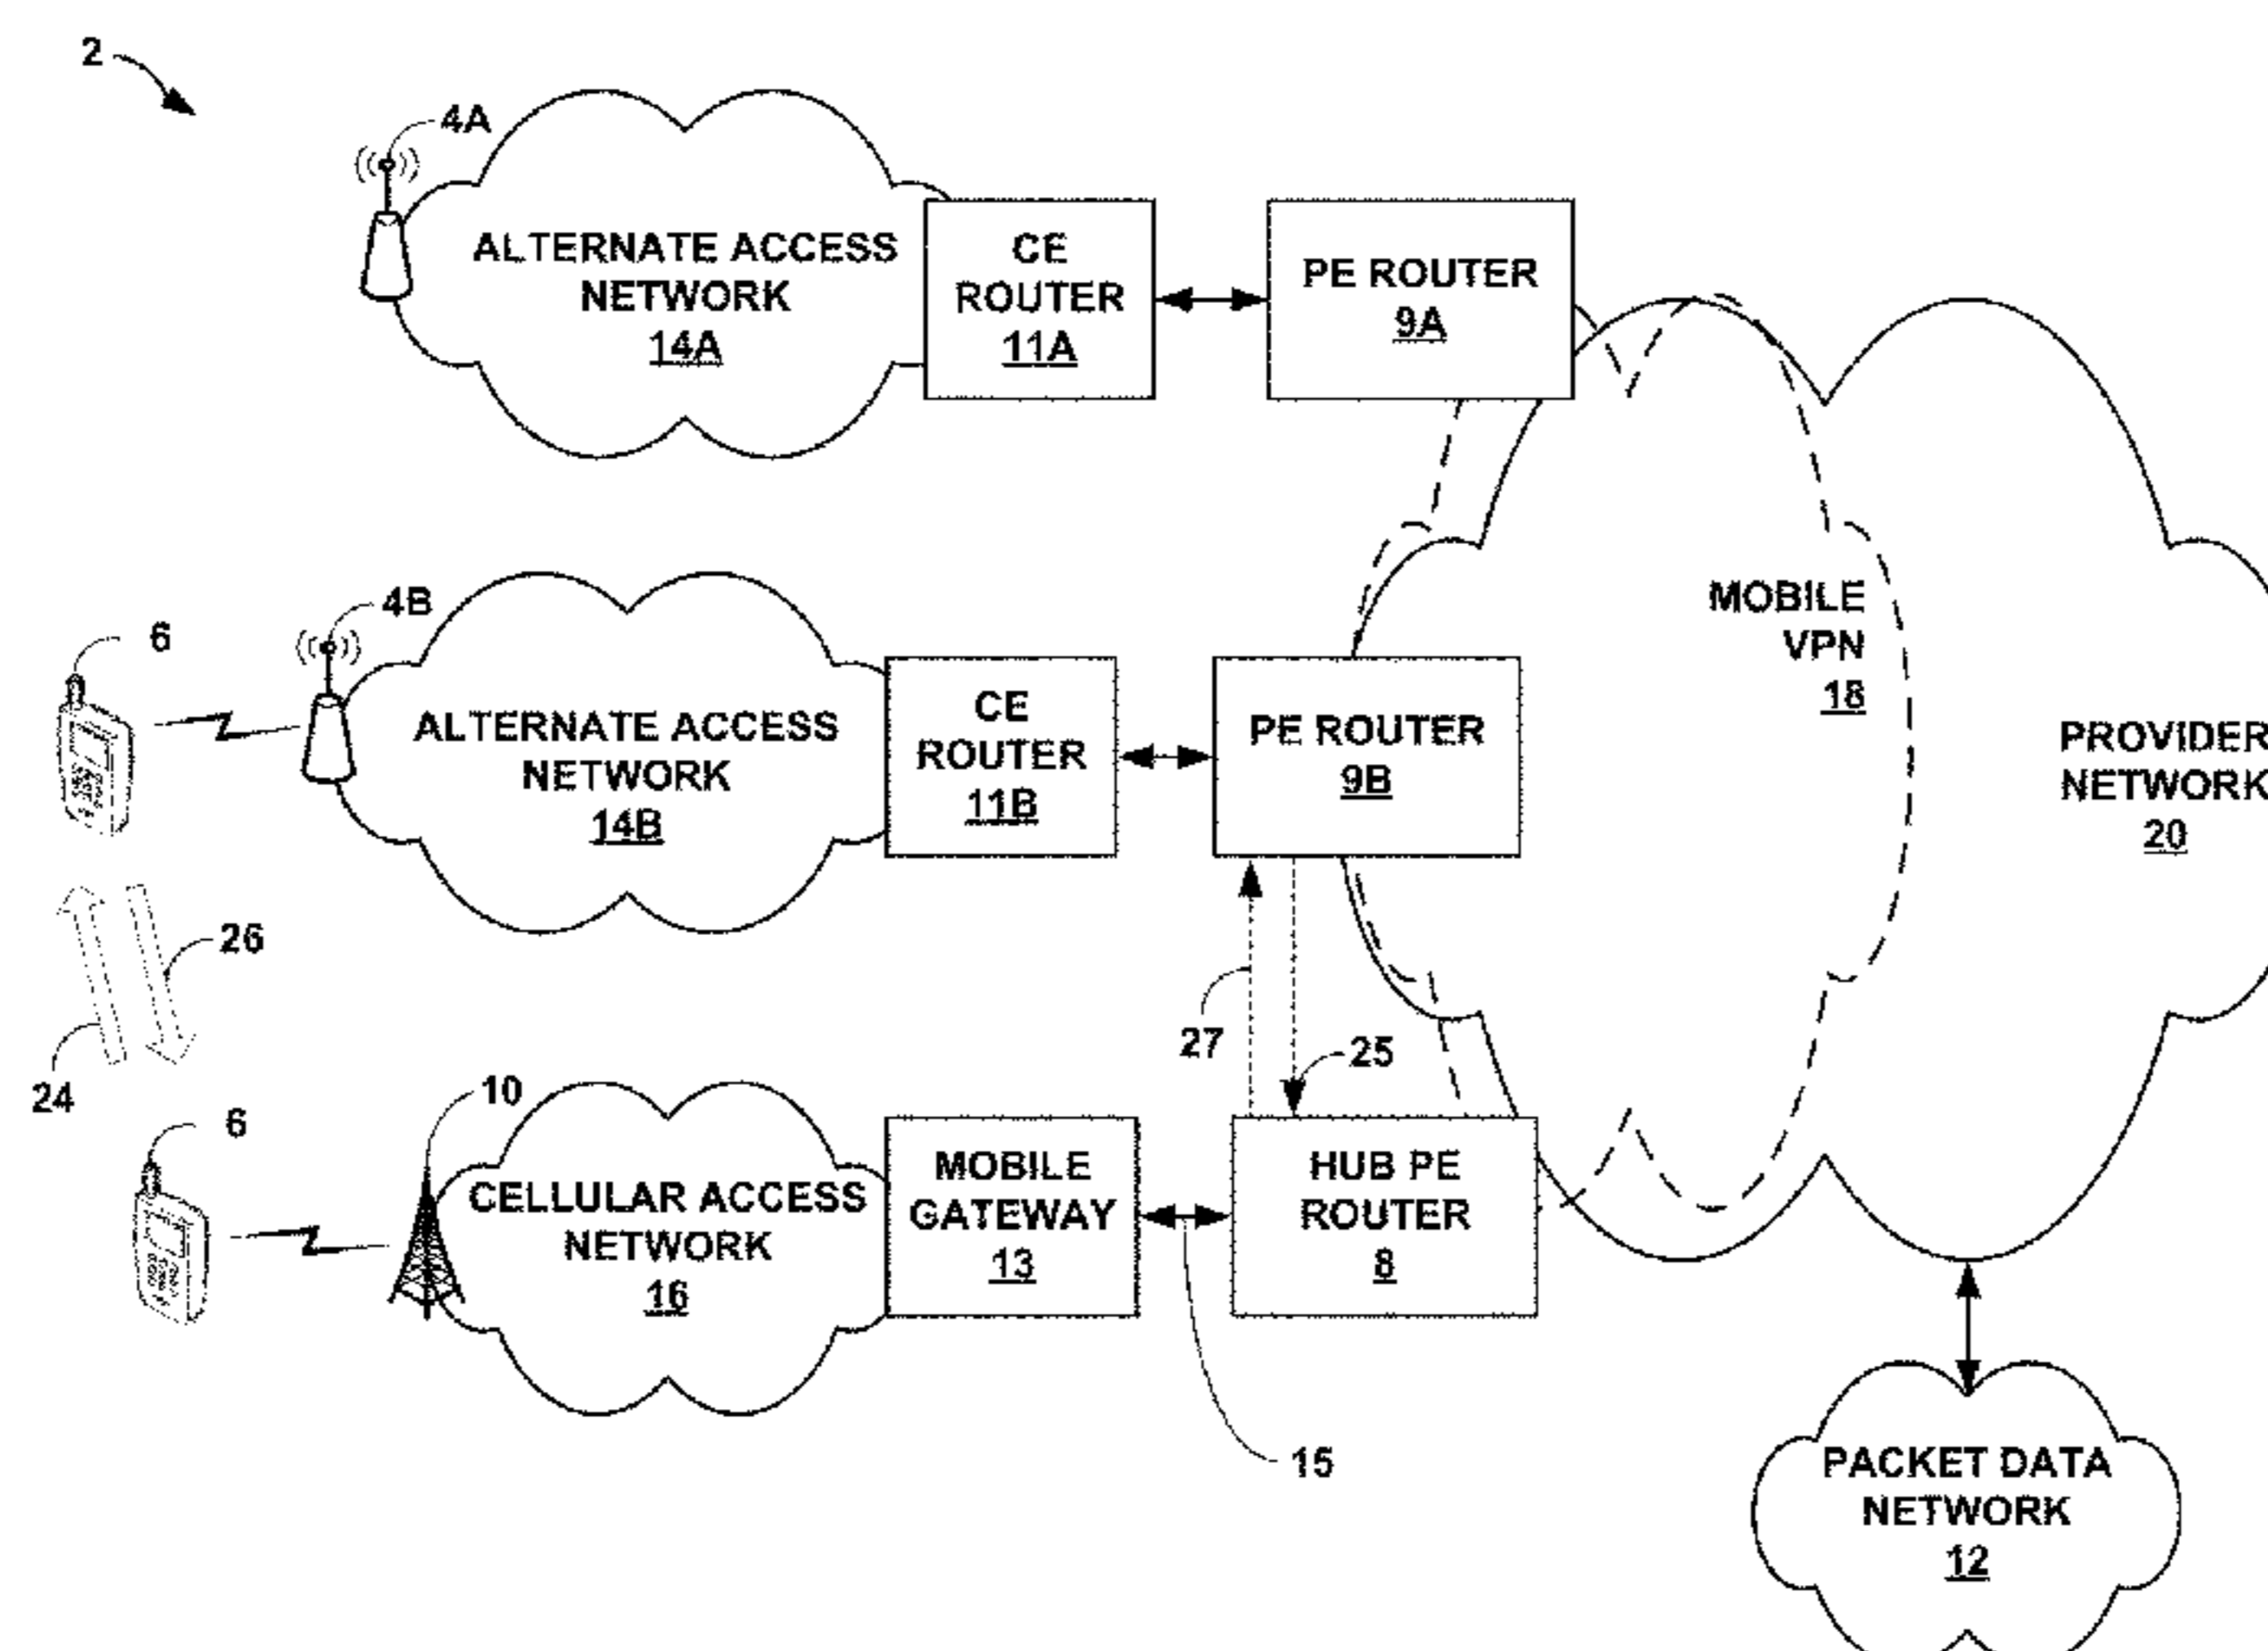 2
4A
ALTERNATE ACCESS
NETWORK
14A
CE
ROUTER
11A
PE ROUTER
9A
6
4B
ALTERNATE ACCESS
NETWORK
14B
CE
ROUTER
11B
PE ROUTER
9B
MOBILE
VPN
18
PROVIDER
NETWORK
20
26
24
27
25
6
10
CELLULAR ACCESS
NETWORK
16
MOBILE
GATEWAY
13
HUB PE
ROUTER
8
15
PACKET DATA
NETWORK
12